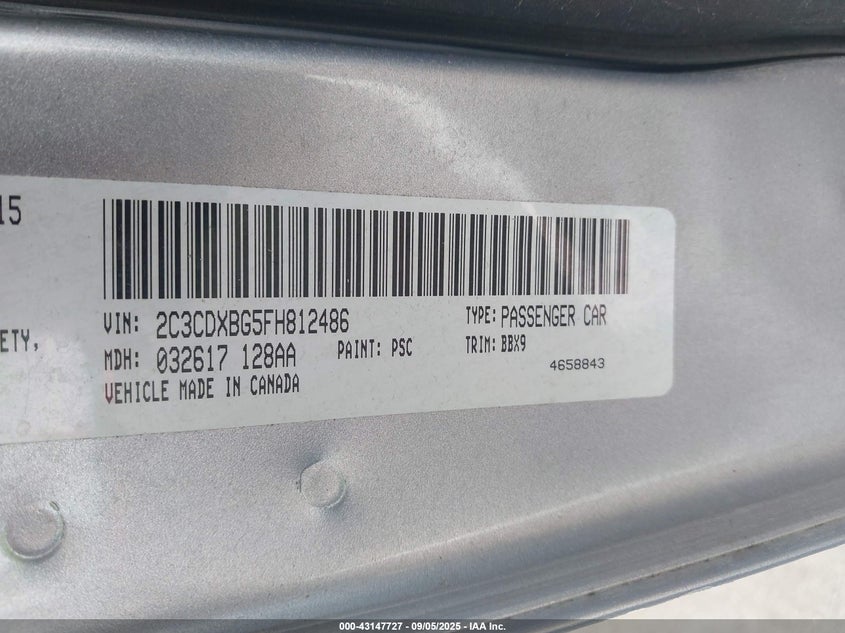 15
VIN: 2C3CDXBG5FH812486
TYPE: PASSENGER CAR
ETY,
MDH: 032617 128AA
PAINT: PSC
TRIM: BBX9
4658843
VEHICLE MADE IN CANADA
000-43147727 - 09/05/2025 - IAA Inc.